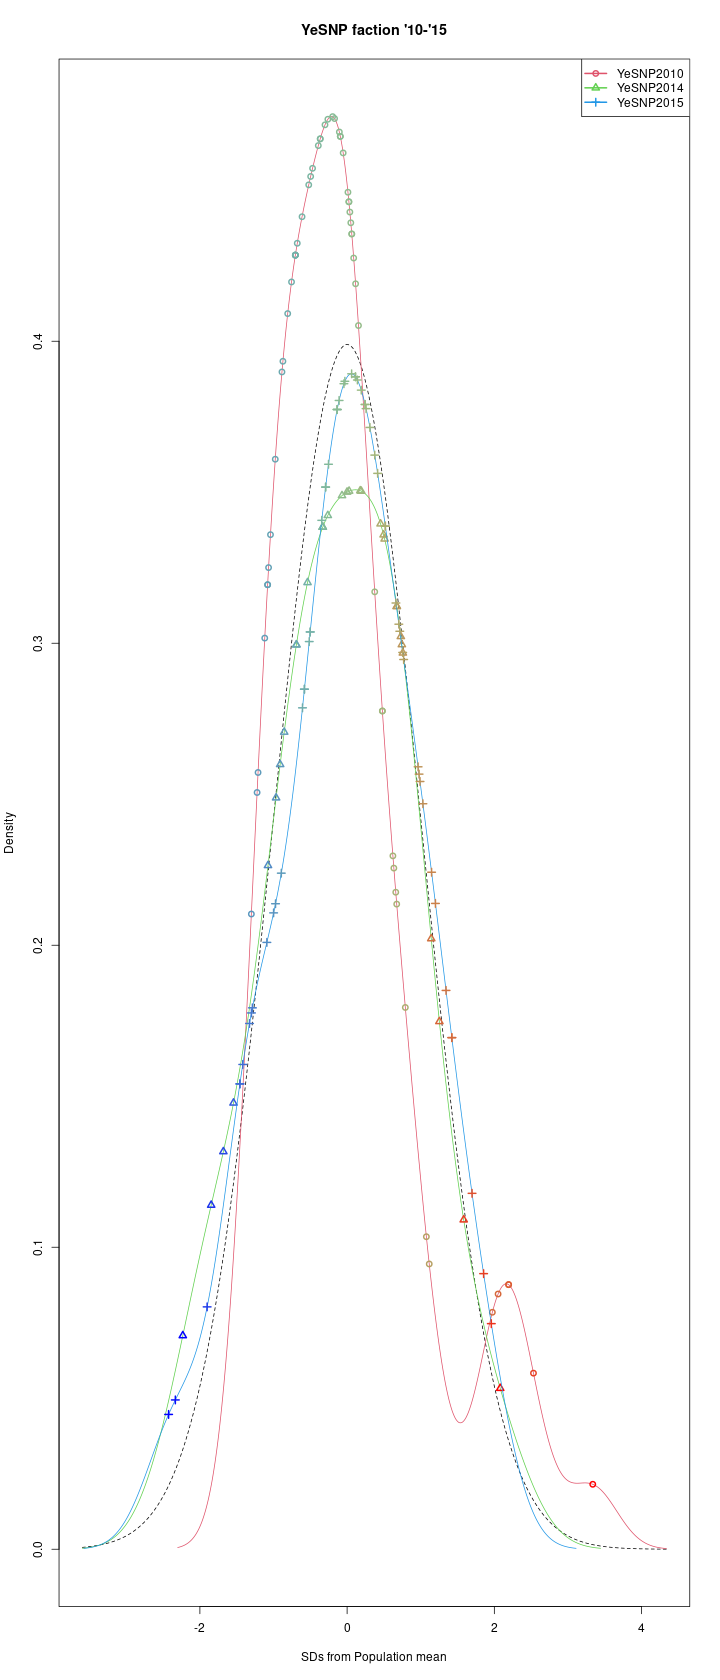 YeSNP faction '10-'15
YeSNP2010
YeSNP2014
YeSNP2015
0.4
0.3
0.2
0.1
0.0
Density
-2 0 2 4
SDs from Population mean